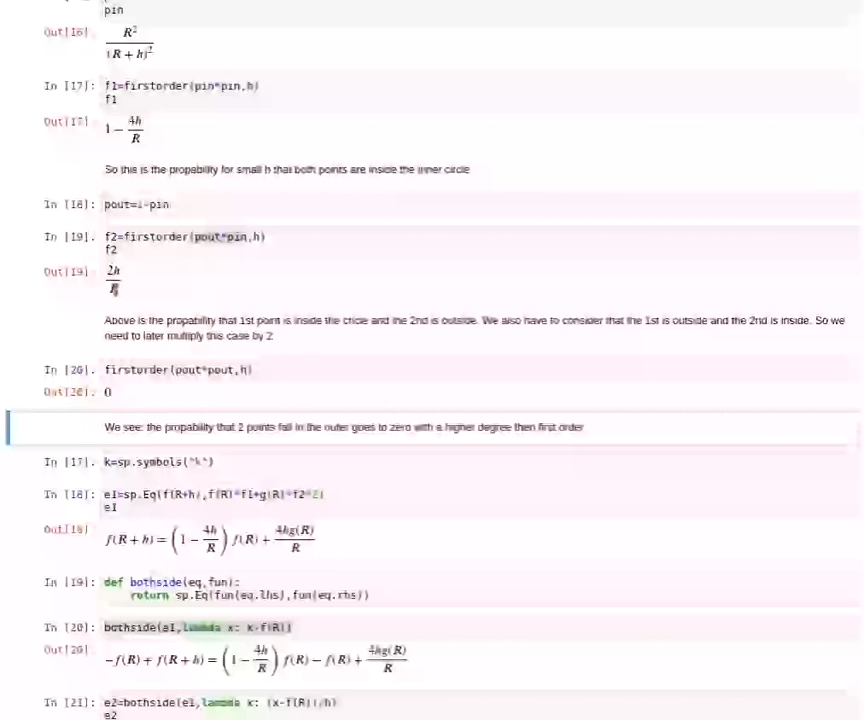 pin
Out[16]
R²
(R + h)²
In [17]: f1=firstorder(pin*pin,h)
f1
Out[17]
1 − 4h/R
So this is the propability for small h that both points are inside the inner circle
In [18]: pout=1-pin
In [19]. f2=firstorder(pout*pin,h)
f2
Out[19]
2h
R
Above is the propability that 1st point is inside the circle and the 2nd is outside. We also have to consider that the 1st is outside and the 2nd is inside. So we
need to later multiply this case by 2
In [20]. firstorder(pout*pout,h)
Out[20]: 0
We see: the propability that 2 points fall in the outer goes to zero with a higher degree then first order
In [17]. k=sp.symbols("k")
In [18]: e1=sp.Eq(f(R+h),f(R)*f1+g(R)*f2*2)
e1
Out[18]
f(R + h) = (1 − 4h/R) f(R) + 4hg(R)/R
In [19]: def bothside(eq,fun):
return sp.Eq(fun(eq.lhs),fun(eq.rhs))
In [20]: bothside(e1,lambda x: x-f(R))
Out[20]
−f(R) + f(R + h) = (1 − 4h/R) f(R) − f(R) + 4hg(R)/R
In [21]: e2=bothside(e1,lambda x: (x-f(R))/h)
e2